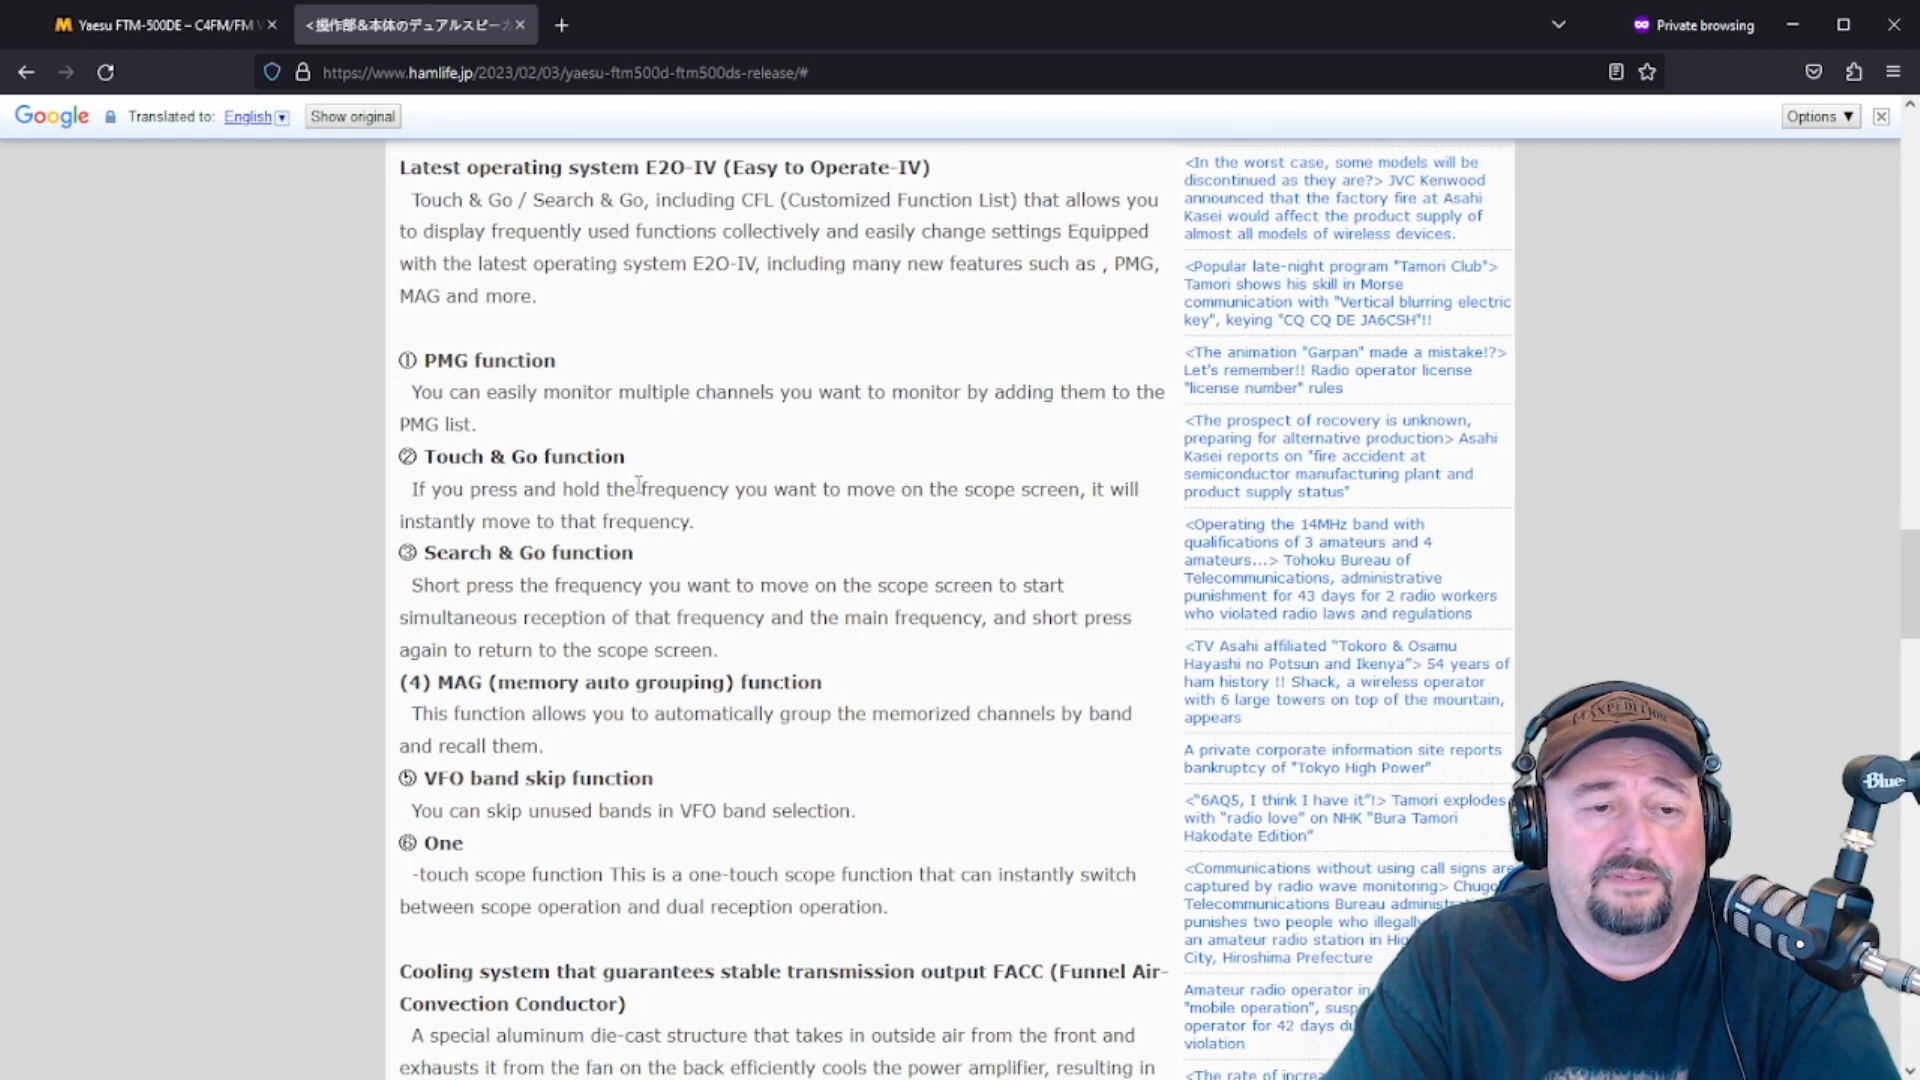 Yaesu FTM-500DE – C4FM/FM V
<操作部&本体のデュアルスピーカ
Private browsing
https://www.hamlife.jp/2023/02/03/yaesu-ftm500d-ftm500ds-release/#
Google Translated to: English Show original Options ▼
Latest operating system E2O-IV (Easy to Operate-IV)
Touch & Go / Search & Go, including CFL (Customized Function List) that allows you
to display frequently used functions collectively and easily change settings Equipped
with the latest operating system E2O-IV, including many new features such as , PMG,
MAG and more.
① PMG function
You can easily monitor multiple channels you want to monitor by adding them to the
PMG list.
② Touch & Go function
If you press and hold the frequency you want to move on the scope screen, it will
instantly move to that frequency.
③ Search & Go function
Short press the frequency you want to move on the scope screen to start
simultaneous reception of that frequency and the main frequency, and short press
again to return to the scope screen.
(4) MAG (memory auto grouping) function
This function allows you to automatically group the memorized channels by band
and recall them.
⑤ VFO band skip function
You can skip unused bands in VFO band selection.
⑥ One
-touch scope function This is a one-touch scope function that can instantly switch
between scope operation and dual reception operation.
Cooling system that guarantees stable transmission output FACC (Funnel Air-
Convection Conductor)
A special aluminum die-cast structure that takes in outside air from the front and
exhausts it from the fan on the back efficiently cools the power amplifier, resulting in
<In the worst case, some models will be
discontinued as they are?> JVC Kenwood
announced that the factory fire at Asahi
Kasei would affect the product supply of
almost all models of wireless devices.
<Popular late-night program "Tamori Club">
Tamori shows his skill in Morse
communication with "Vertical blurring electric
key", keying "CQ CQ DE JA6CSH"!!
<The animation "Garpan" made a mistake!?>
Let's remember!! Radio operator license
"license number" rules
<The prospect of recovery is unknown,
preparing for alternative production> Asahi
Kasei reports on "fire accident at
semiconductor manufacturing plant and
product supply status"
<Operating the 14MHz band with
qualifications of 3 amateurs and 4
amateurs...> Tohoku Bureau of
Telecommunications, administrative
punishment for 43 days for 2 radio workers
who violated radio laws and regulations
<TV Asahi affiliated “Tokoro & Osamu
Hayashi no Potsun and Ikenya”> 54 years of
ham history !! Shack, a wireless operator
with 6 large towers on top of the mountain,
appears
A private corporate information site reports
bankruptcy of "Tokyo High Power"
<“6AQ5, I think I have it”!> Tamori explodes
with “radio love” on NHK “Bura Tamori
Hakodate Edition”
<Communications without using call signs are
captured by radio wave monitoring> Chugo
Telecommunications Bureau administ
punishes two people who illegally
an amateur radio station in Hi
City, Hiroshima Prefecture
Amateur radio operator in
"mobile operation", susp
operator for 42 days d
violation
<The rate of incre
EXPEDITION
Blue